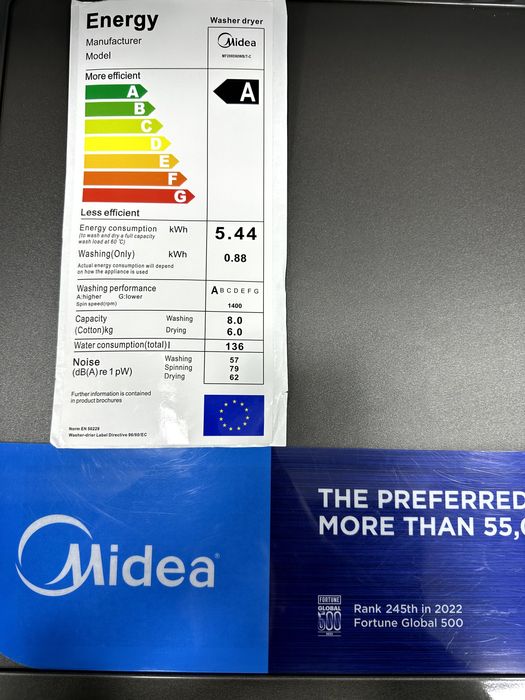 Energy
Washer dryer
Manufacturer
Model
Midea
More efficient
A
A
B
C
D
E
F
G
Less efficient
Energy consumption kWh 5.44
(to wash and dry a full capacity
wash load at 60 °C)
Washing(Only) kWh 0.88
Actual energy consumption will depend
on how the appliance is used
Washing performance A B C D E F G
A:higher G:lower
Spin speed(rpm) 1400
Capacity Washing 8.0
(Cotton)kg Drying 6.0
Water consumption(total) l 136
Noise Washing 57
(dB(A) re 1 pW) Spinning 79
Drying 62
Further information is contained
in product brochures
Norm EN 50229
Washer-drier Label Directive 96/60/EC
Midea
THE PREFERRED
MORE THAN 55,0
FORTUNE
GLOBAL
500
Rank 245th in 2022
Fortune Global 500